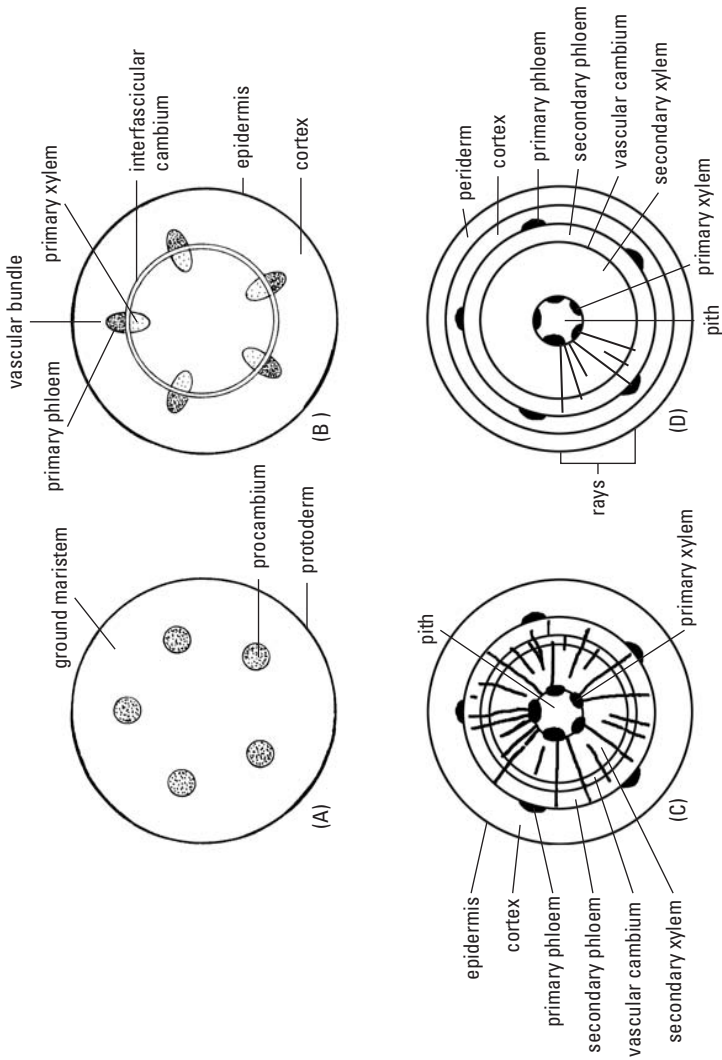 ground maristem
procambium
protoderm
(A)
vascular bundle
primary phloem
primary xylem
interfascicular
cambium
epidermis
cortex
(B)
epidermis
cortex
primary phloem
secondary phloem
vascular cambium
secondary xylem
pith
primary xylem
(C)
periderm
cortex
primary phloem
secondary phloem
vascular cambium
secondary xylem
primary xylem
pith
rays
(D)